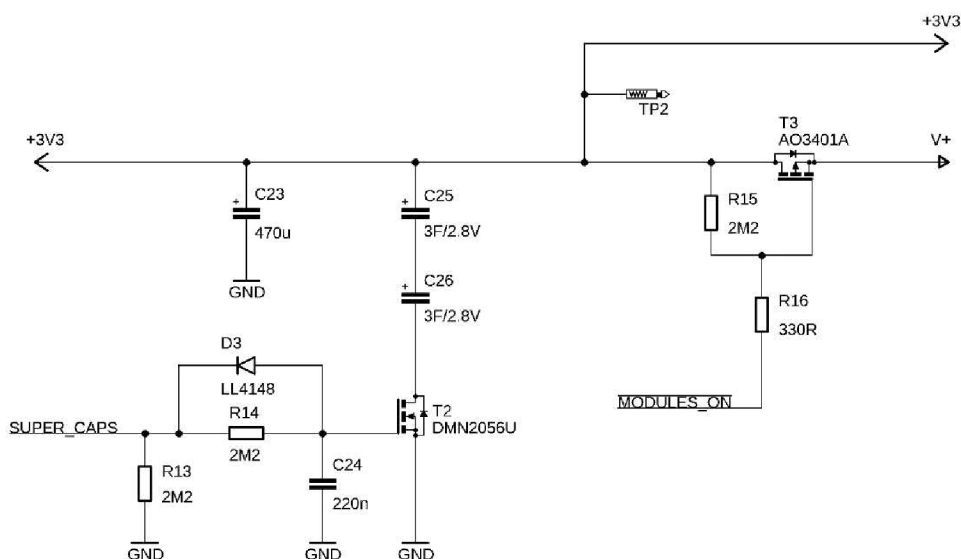 +3V3
TP2
T3
AO3401A
+3V3
V+
C23
470u
C25
3F/2.8V
R15
2M2
GND
C26
3F/2.8V
R16
330R
D3
LL4148
MODULES_ON
R14
T2
DMN2056U
SUPER_CAPS
2M2
R13
2M2
C24
220n
GND
GND
GND